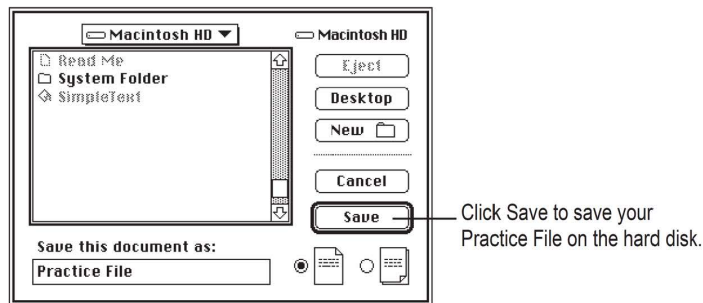 Macintosh HD
Macintosh HD
Read Me
System Folder
SimpleText
Eject
Desktop
New
Cancel
Save
Click Save to save your
Practice File on the hard disk.
Save this document as:
Practice File